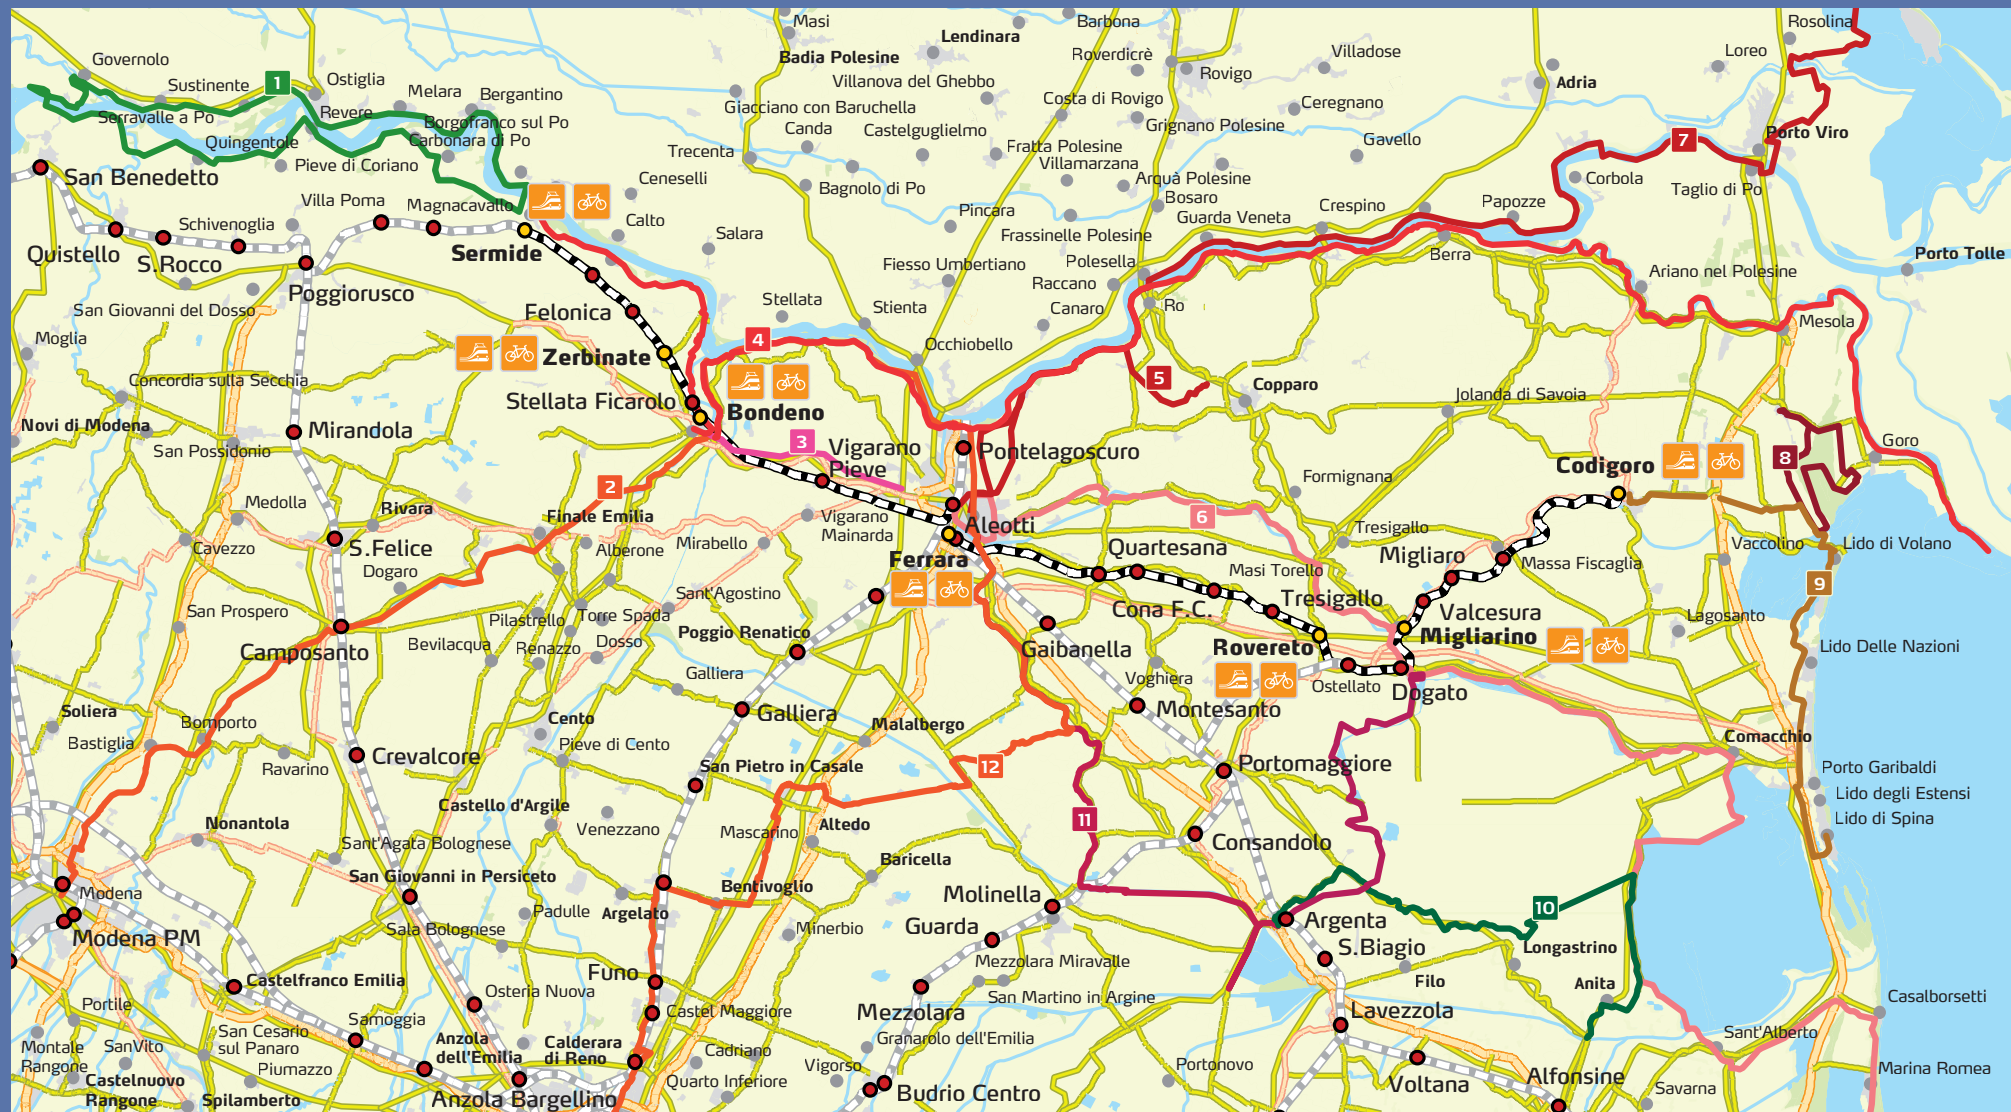 Masi
Barbona
Rosolina
Lendinara
Governolo
Badia Polesine
Roverdicrè
Villadose
Loreo
Sustinente
1
Ostiglia
Villanova del Ghebbo
Rovigo
Adria
Melara
Bergantino
Giacciano con Baruchella
Costa di Rovigo
Ceregnano
Serravalle a Po
Revere
Borgofranco sul Po
Canda
Castelguglielmo
Grignano Polesine
Porto Viro
Quingentole
Carbonara di Po
Trecenta
Fratta Polesine
Gavello
7
Pieve di Coriano
Villamarzana
San Benedetto
Ceneselli
Bagnolo di Po
Arquà Polesine
Corbola
Taglio di Po
Villa Poma
Magnacavallo
Bosaro
Schivenoglia
Calto
Pincara
Guarda Veneta
Crespino
Papozze
Quistello
S.Rocco
Sermide
Salara
Frassinelle Polesine
Berra
Porto Tolle
Fiesso Umbertiano
Polesella
Ariano nel Polesine
Poggiorusco
Raccano
San Giovanni del Dosso
Felonica
Stellata
Stienta
Canaro
Ro
Mesola
Moglia
Zerbinate
4
Occhiobello
Concordia sulla Secchia
5
Copparo
Jolanda di Savoia
Stellata Ficarolo
Bondeno
Novi di Modena
Mirandola
San Possidonio
3
Vigarano
Pieve
Pontelagoscuro
Goro
Codigoro
8
2
Formignana
Medolla
Rivara
Finale Emilia
Vigarano
Mainarda
Aleotti
6
Tresigallo
Cavezzo
S.Felice
Alberone
Mirabello
Ferrara
Quartesana
Migliaro
Massa Fiscaglia
Vaccolino
Lido di Volano
Dogaro
Masi Torello
9
San Prospero
Pilastrello
Torre Spada
Sant'Agostino
Cona F.C.
Tresigallo
Valcesura
Lagosanto
Camposanto
Bevilacqua
Renazzo
Dosso
Poggio Renatico
Gaibanella
Rovereto
Migliarino
Lido Delle Nazioni
Galliera
Voghiera
Ostellato
Dogato
Soliera
Bomporto
Cento
Galliera
Malalbergo
Montesanto
Bastiglia
Ravarino
Crevalcore
Pieve di Cento
Comacchio
San Pietro in Casale
12
Portomaggiore
Porto Garibaldi
Castello d'Argile
Lido degli Estensi
Nonantola
Venezzano
Mascarino
Altedo
11
Lido di Spina
Sant'Agata Bolognese
Consandolo
Baricella
San Giovanni in Persiceto
Modena
Bentivoglio
Molinella
Padulle
Argelato
10
Modena PM
Sala Bolognese
Minerbio
Guarda
Argenta
S.Biagio
Longastrino
Castelfranco Emilia
Funo
Mezzolara Miravalle
Filo
Anita
Portile
Osteria Nuova
San Martino in Argine
Casalborsetti
Samoggia
Castel Maggiore
Mezzolara
Lavezzola
San Cesario
sul Panaro
Sant'Alberto
Montale
Rangone
SanVito
Anzola
dell'Emilia
Calderara
di Reno
Granarolo dell'Emilia
Cadriano
Portonovo
Piumazzo
Vigorso
Marina Romea
Castelnuovo
Rangone
Quarto Inferiore
Voltana
Alfonsine
Spilamberto
Anzola Bargellino
Budrio Centro
Savarna